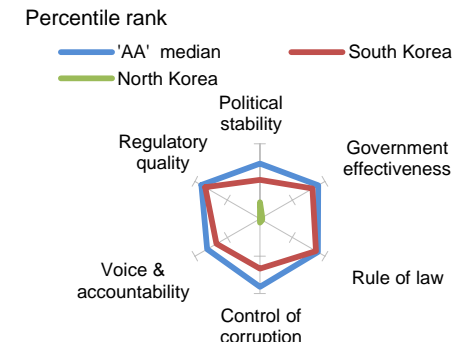 Percentile rank
'AA' median
South Korea
North Korea
Political
stability
Regulatory
quality
Government
effectiveness
Voice &
accountability
Rule of law
Control of
corruption